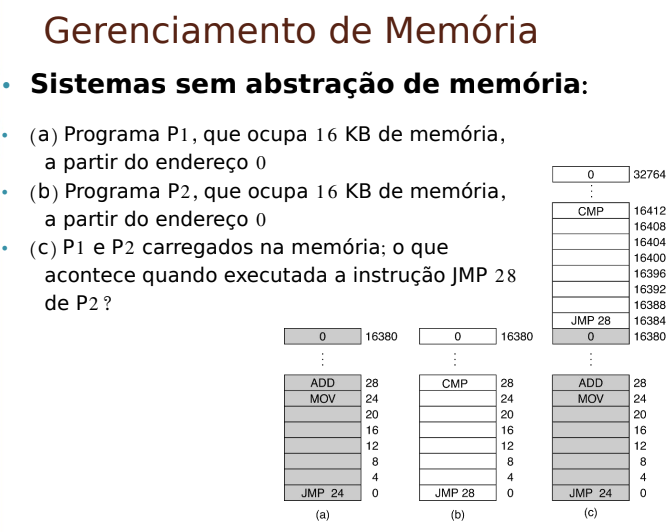 Gerenciamento de Memória
• Sistemas sem abstração de memória:
• (a) Programa P1, que ocupa 16 KB de memória,
a partir do endereço 0
• (b) Programa P2, que ocupa 16 KB de memória,
a partir do endereço 0
• (c) P1 e P2 carregados na memória; o que
acontece quando executada a instrução JMP 28
de P2?
0 16380
⋮
ADD 28
MOV 24
20
16
12
8
4
JMP 24 0
(a)
0 16380
⋮
CMP 28
24
20
16
12
8
4
JMP 28 0
(b)
0 32764
⋮
CMP 16412
16408
16404
16400
16396
16392
16388
JMP 28 16384
0 16380
⋮
ADD 28
MOV 24
20
16
12
8
4
JMP 24 0
(c)